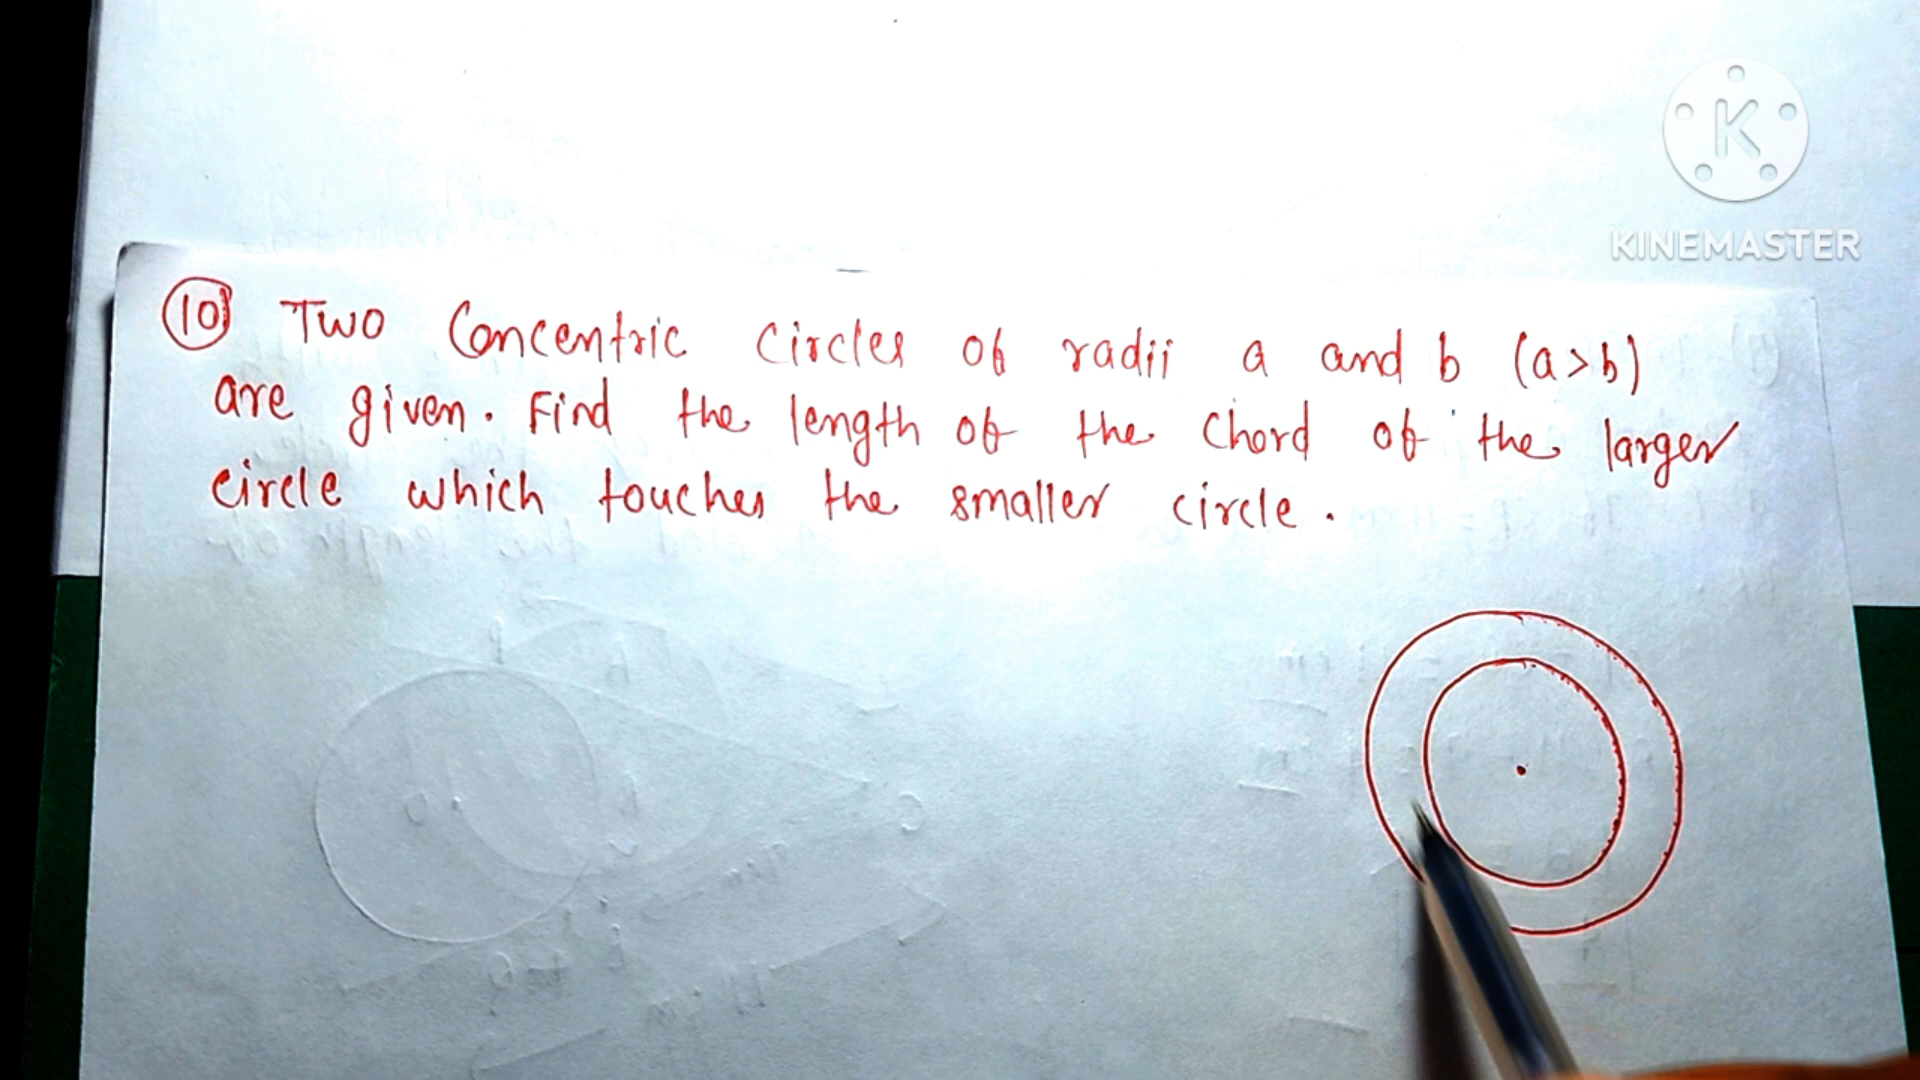 K
KINEMASTER
10 Two Concentric circles of radii a and b (a>b)
are given. Find the length of the chord of the larger
circle which touches the smaller circle.